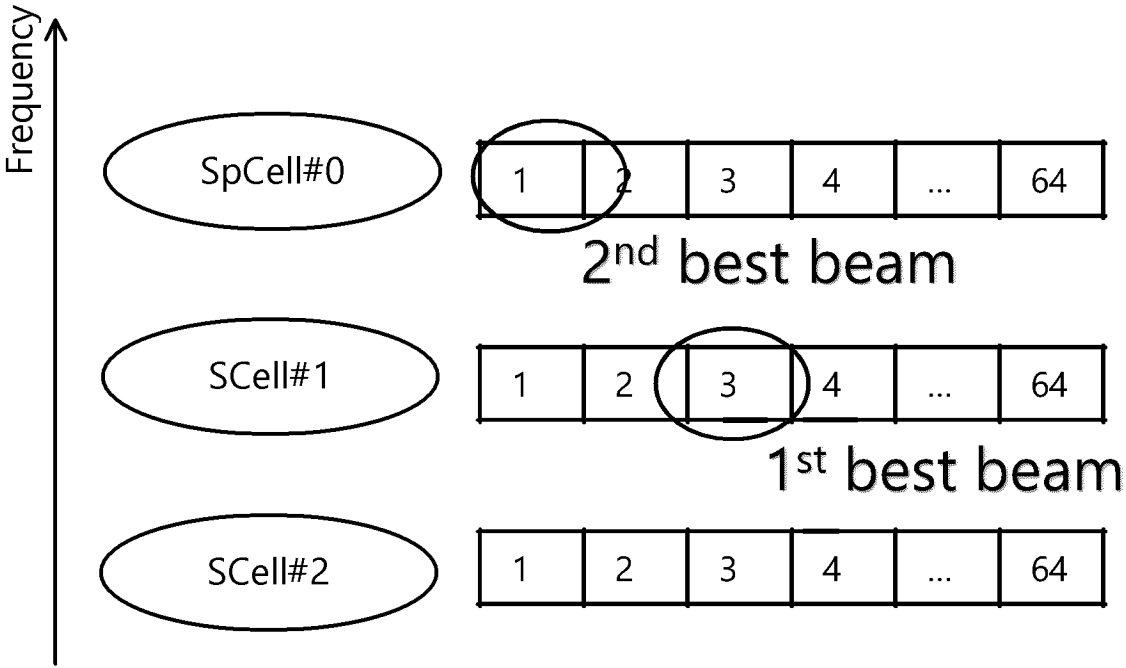 Frequency
SpCell#0
1 2 3 4 ... 64
2nd best beam
SCell#1
1 2 3 4 ... 64
1st best beam
SCell#2
1 2 3 4 ... 64